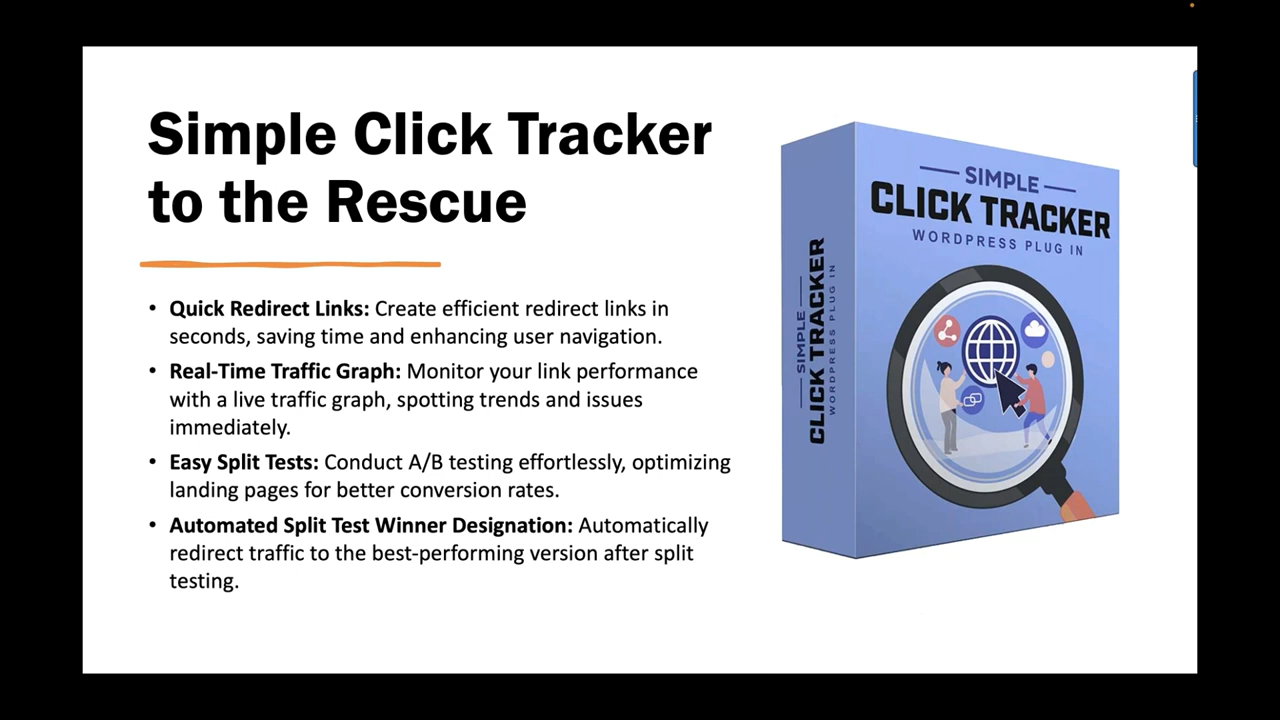 Simple Click Tracker
to the Rescue
• Quick Redirect Links: Create efficient redirect links in
seconds, saving time and enhancing user navigation.
• Real-Time Traffic Graph: Monitor your link performance
with a live traffic graph, spotting trends and issues
immediately.
• Easy Split Tests: Conduct A/B testing effortlessly, optimizing
landing pages for better conversion rates.
• Automated Split Test Winner Designation: Automatically
redirect traffic to the best-performing version after split
testing.
SIMPLE
CLICK TRACKER
WORDPRESS PLUG IN
SIMPLE
CLICK TRACKER
WORDPRESS PLUG IN